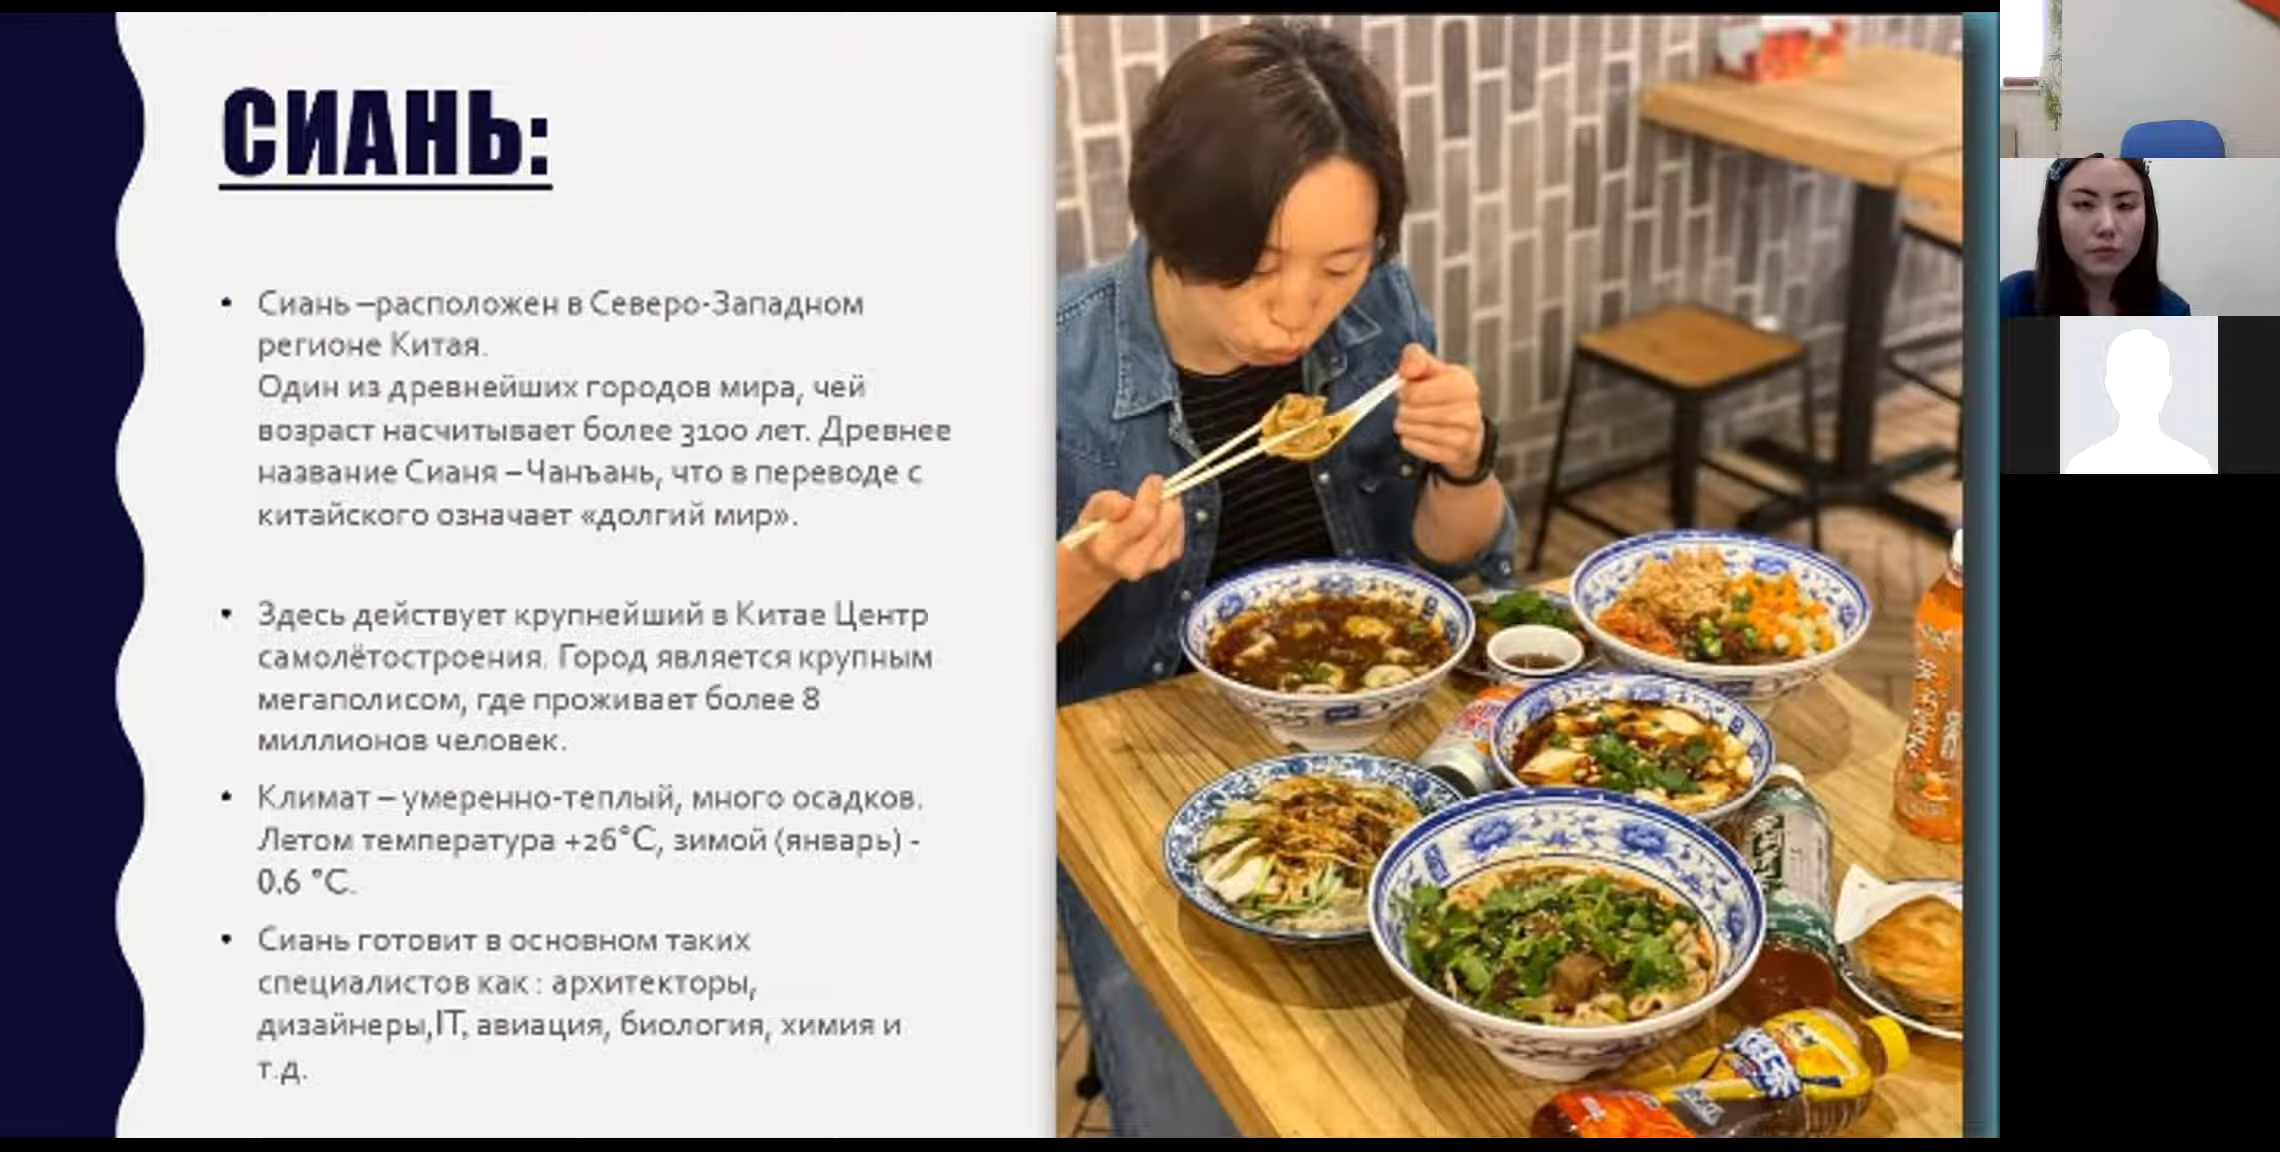 СИАНЬ:
• Сиань –расположен в Северо-Западном
регионе Китая.
Один из древнейших городов мира, чей
возраст насчитывает более 3100 лет. Древнее
название Сианя – Чанъань, что в переводе с
китайского означает «долгий мир».
• Здесь действует крупнейший в Китае Центр
самолётостроения. Город является крупным
мегаполисом, где проживает более 8
миллионов человек.
• Климат – умеренно-теплый, много осадков.
Летом температура +26°C, зимой (январь) -
0.6 °C.
• Сиань готовит в основном таких
специалистов как : архитекторы,
дизайнеры,IT, авиация, биология, химия и
т.д.